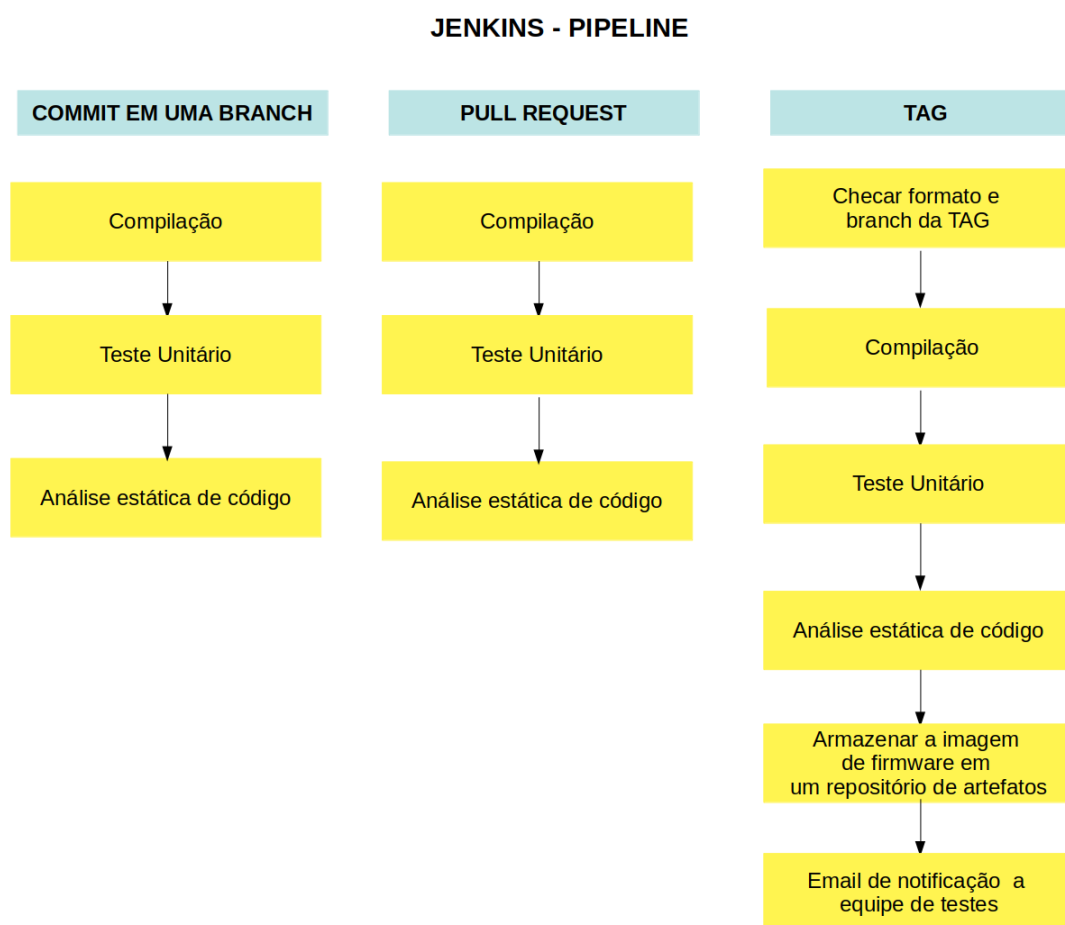 JENKINS - PIPELINE
COMMIT EM UMA BRANCH
Compilação
Teste Unitário
Análise estática de código
PULL REQUEST
Compilação
Teste Unitário
Análise estática de código
TAG
Checar formato e
branch da TAG
Compilação
Teste Unitário
Análise estática de código
Armazenar a imagem
de firmware em
um repositório de artefatos
Email de notificação  a
equipe de testes